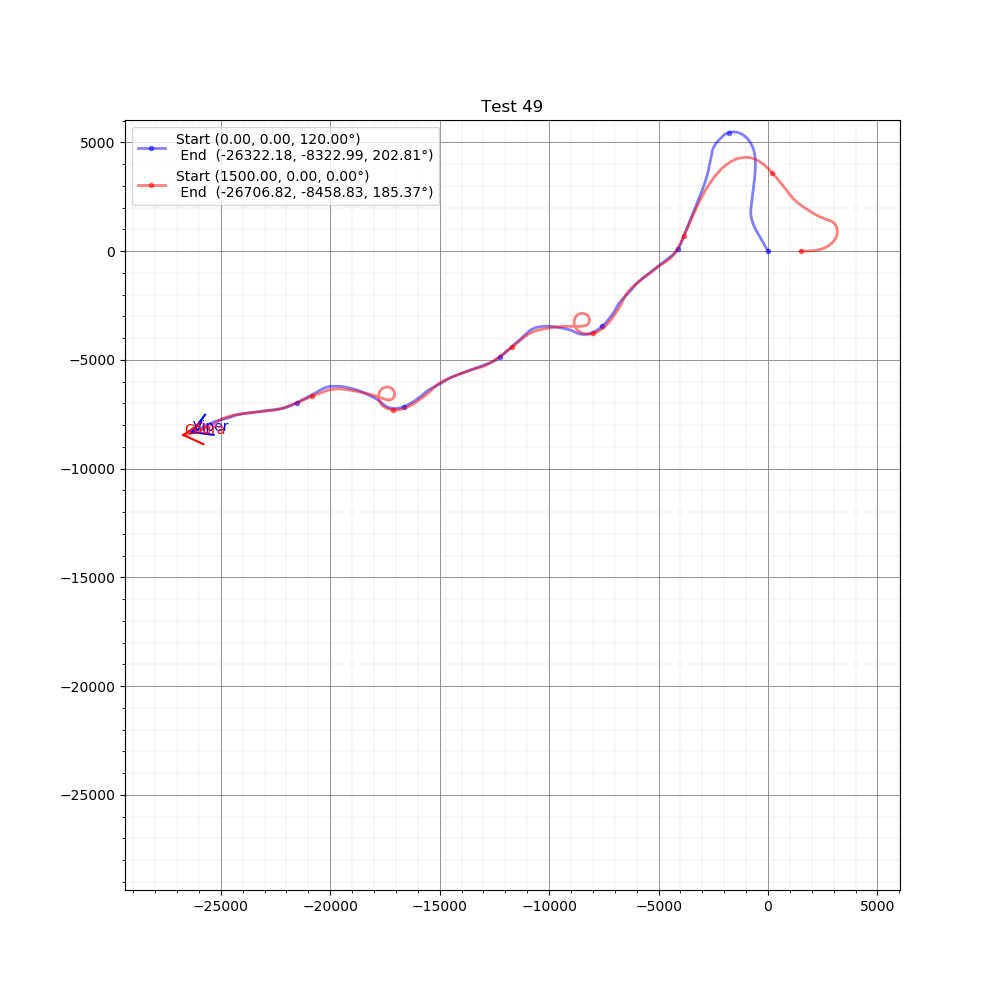 Test 49
Start (0.00, 0.00, 120.00°)
End (-26322.18, -8322.99, 202.81°)
Start (1500.00, 0.00, 0.00°)
End (-26706.82, -8458.83, 185.37°)
5000
0
−5000
−10000
−15000
−20000
−25000
Viper
−25000 −20000 −15000 −10000 −5000 0 5000